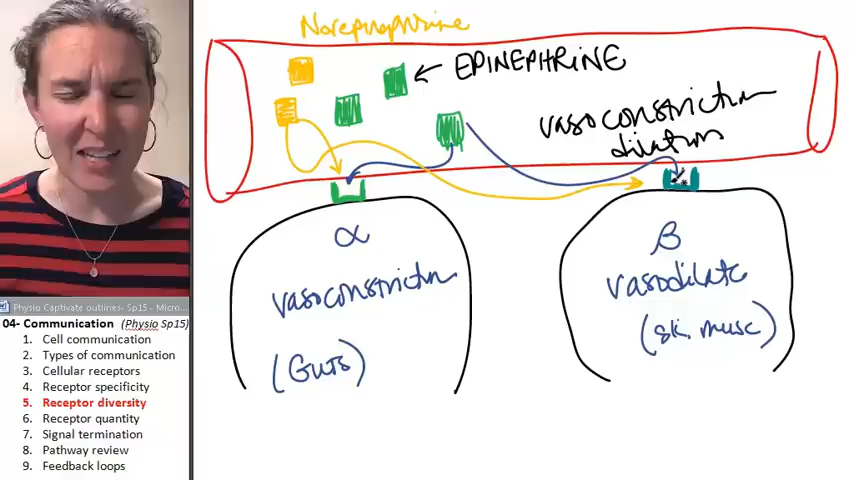 Norepinephrine
EPINEPHRINE
vasoconstriction
dilation
α
vasoconstriction
(Guts)
β
vasodilate
(sk. musc)
Physio Captivate outlines- Sp15 - Micro...
04- Communication (Physio Sp15)
1. Cell communication
2. Types of communication
3. Cellular receptors
4. Receptor specificity
5. Receptor diversity
6. Receptor quantity
7. Signal termination
8. Pathway review
9. Feedback loops